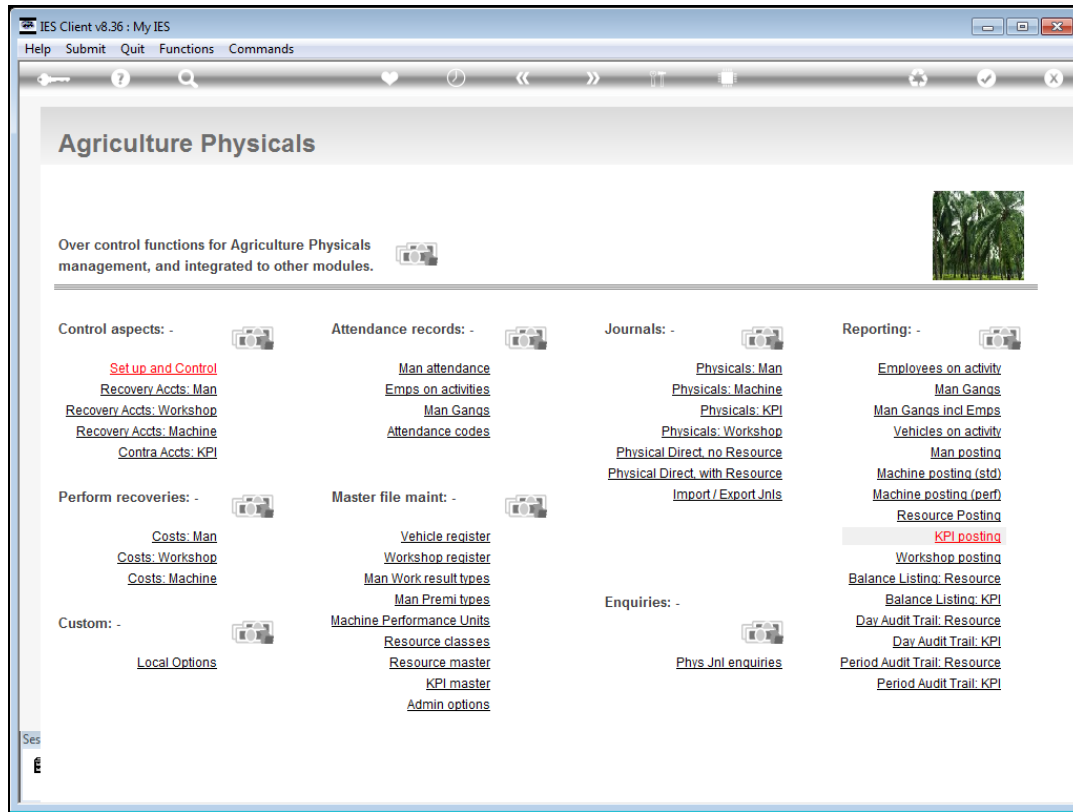 IES Client v8.36 : My IES
Help Submit Quit Functions Commands
Agriculture Physicals
Over control functions for Agriculture Physicals
management, and integrated to other modules.
Control aspects: -
Set up and Control
Recovery Accts: Man
Recovery Accts: Workshop
Recovery Accts: Machine
Contra Accts: KPI
Perform recoveries: -
Costs: Man
Costs: Workshop
Costs: Machine
Custom: -
Local Options
Attendance records: -
Man attendance
Emps on activities
Man Gangs
Attendance codes
Master file maint: -
Vehicle register
Workshop register
Man Work result types
Man Premi types
Machine Performance Units
Resource classes
Resource master
KPI master
Admin options
Journals: -
Physicals: Man
Physicals: Machine
Physicals: KPI
Physicals: Workshop
Physical Direct, no Resource
Physical Direct, with Resource
Import / Export Jnls
Enquiries: -
Phys Jnl enquiries
Reporting: -
Employees on activity
Man Gangs
Man Gangs incl Emps
Vehicles on activity
Man posting
Machine posting (std)
Machine posting (perf)
Resource Posting
KPI posting
Workshop posting
Balance Listing: Resource
Balance Listing: KPI
Day Audit Trail: Resource
Day Audit Trail: KPI
Period Audit Trail: Resource
Period Audit Trail: KPI
Ses